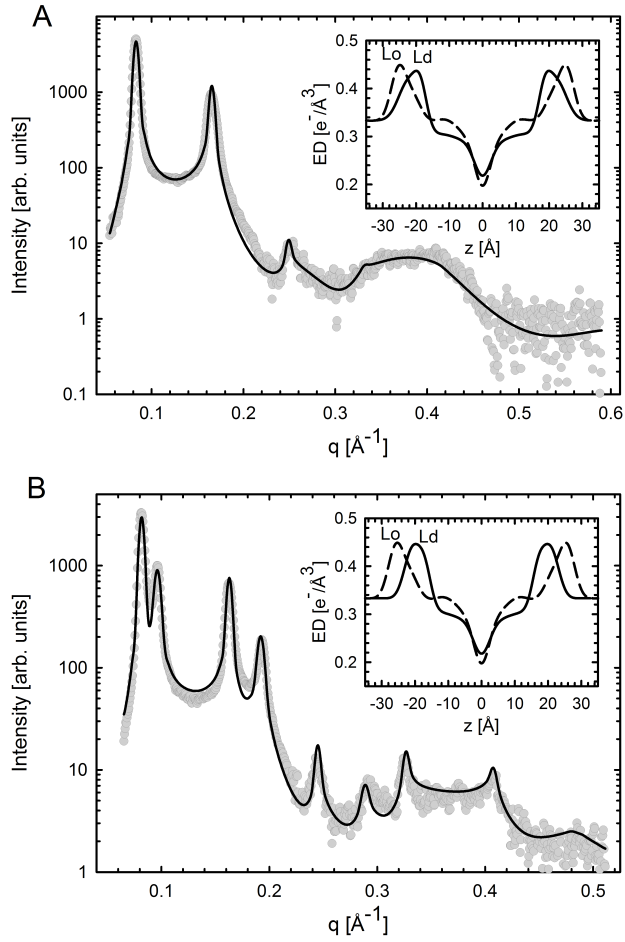 A
Intensity [arb. units]
1000
100
10
1
0.1
0.1 0.2 0.3 0.4 0.5 0.6
q [Å-1]
ED [e-/Å3]
0.5
0.4
0.3
0.2
Lo Ld
-30 -20 -10 0 10 20 30
z [Å]
B
Intensity [arb. units]
1000
100
10
1
0.1 0.2 0.3 0.4 0.5
q [Å-1]
ED [e-/Å3]
0.5
0.4
0.3
0.2
Lo Ld
-30 -20 -10 0 10 20 30
z [Å]